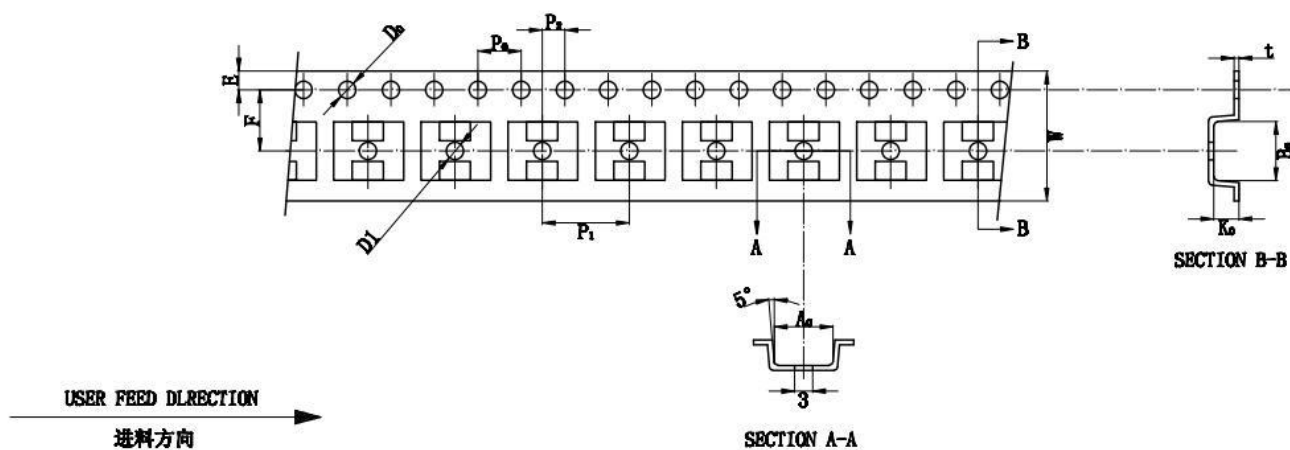 D₀
P₀
P₂
B
t
E
F
W
B₀
D1
P₁
A
A
B
K₀
SECTION B-B
5°
A₀
3
SECTION A-A
USER FEED DLRECTION
进料方向